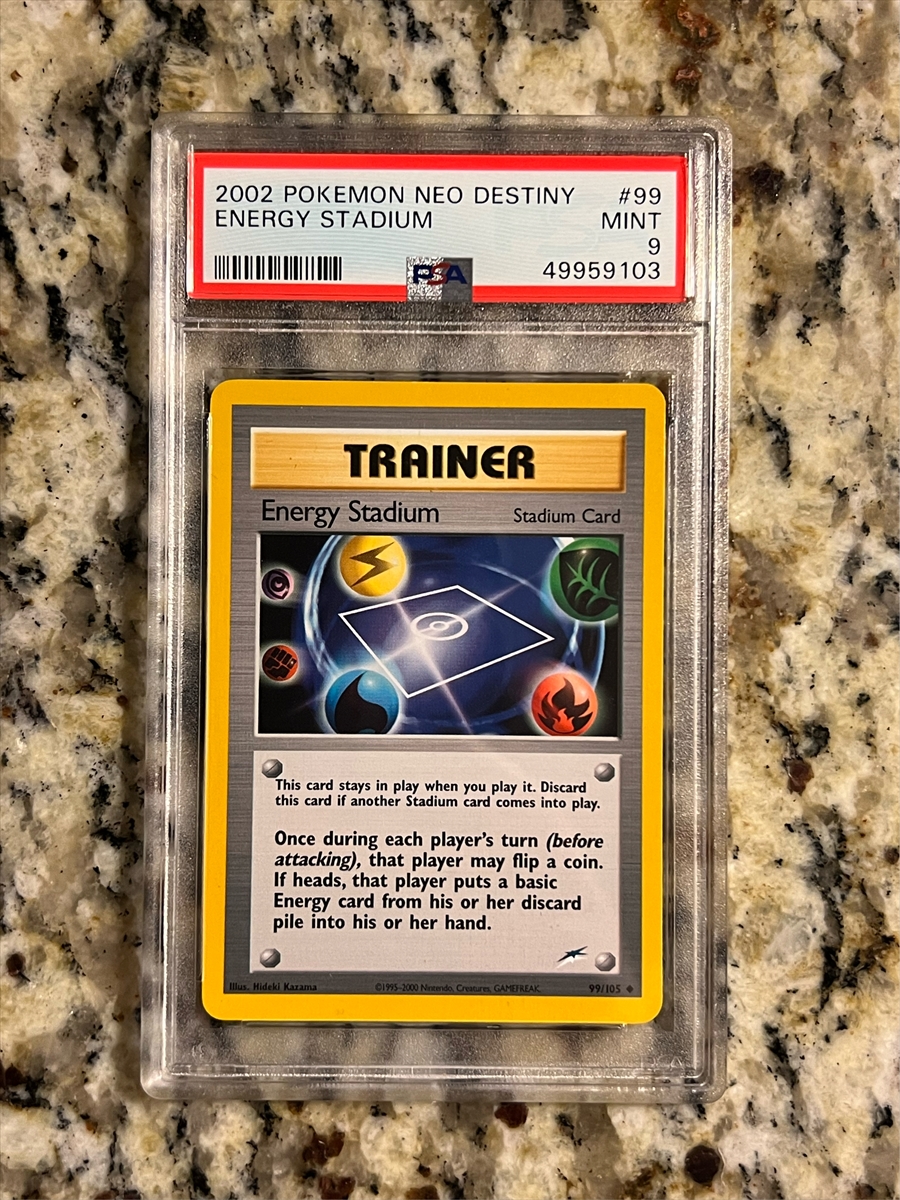 2002 POKEMON NEO DESTINY #99
ENERGY STADIUM MINT
9
49959103
PSA
TRAINER
Energy Stadium Stadium Card
This card stays in play when you play it. Discard
this card if another Stadium card comes into play.
Once during each player's turn (before
attacking), that player may flip a coin.
If heads, that player puts a basic
Energy card from his or her discard
pile into his or her hand.
Illus. Hideki Kazama ©1995-2000 Nintendo, Creatures, GAMEFREAK. 99/105